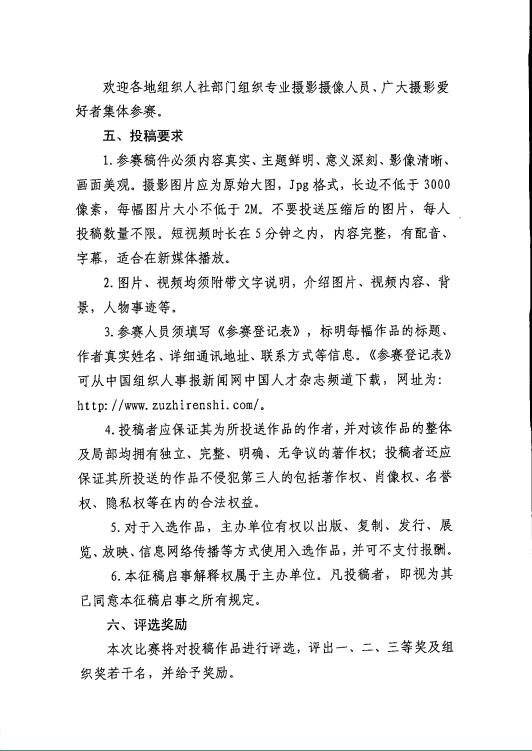 欢迎各地组织人社部门组织专业摄影摄像人员、广大摄影爱
好者集体参赛。
五、投稿要求
1.参赛稿件必须内容真实、主题鲜明、意义深刻、影像清晰、
画面美观。摄影图片应为原始大图，Jpg 格式，长边不低于 3000
像素，每幅图片大小不低于 2M。不要投送压缩后的图片，每人
投稿数量不限。短视频时长在 5 分钟之内，内容完整，有配音、
字幕，适合在新媒体播放。
2.图片、视频均须附带文字说明，介绍图片、视频内容、背
景，人物事迹等。
3.参赛人员须填写《参赛登记表》，标明每幅作品的标题、
作者真实姓名、详细通讯地址、联系方式等信息。《参赛登记表》
可从中国组织人事报新闻网中国人才杂志频道下载，网址为：
http://www.zuzhirenshi.com/。
4.投稿者应保证其为所投送作品的作者，并对该作品的整体
及局部均拥有独立、完整、明确、无争议的著作权；投稿者还应
保证其所投送的作品不侵犯第三人的包括著作权、肖像权、名誉
权、隐私权等在内的合法权益。
5.对于入选作品，主办单位有权以出版、复制、发行、展
览、放映、信息网络传播等方式使用入选作品，并可不支付报酬。
6.本征稿启事解释权属于主办单位。凡投稿者，即视为其
已同意本征稿启事之所有规定。
六、评选奖励
本次比赛将对投稿作品进行评选，评出一、二、三等奖及组
织奖若干名，并给予奖励。